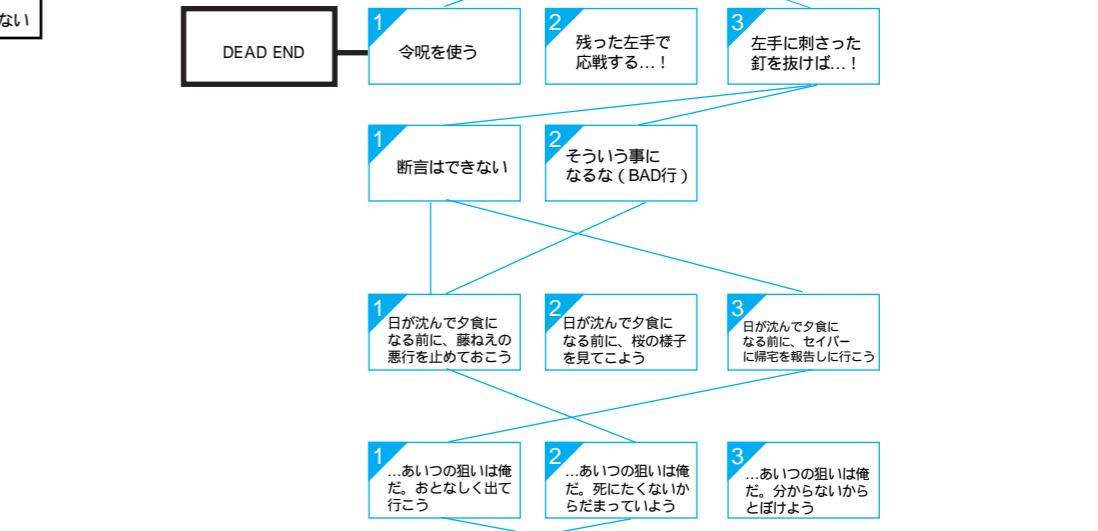 ない
DEAD END
1
令呪を使う
2
残った左手で
応戦する…！
3
左手に刺さった
釘を抜けば…！
1
断言はできない
2
そういう事に
なるな（BAD行）
1
日が沈んで夕食に
なる前に、藤ねえの
悪行を止めておこう
2
日が沈んで夕食に
なる前に、桜の様子
を見てこよう
3
日が沈んで夕食に
なる前に、セイバー
に帰宅を報告しに行こう
1
…あいつの狙いは俺
だ。おとなしく出て
行こう
2
…あいつの狙いは俺
だ。死にたくないか
らだまっていよう
3
…あいつの狙いは俺
だ。分からないから
とぼけよう